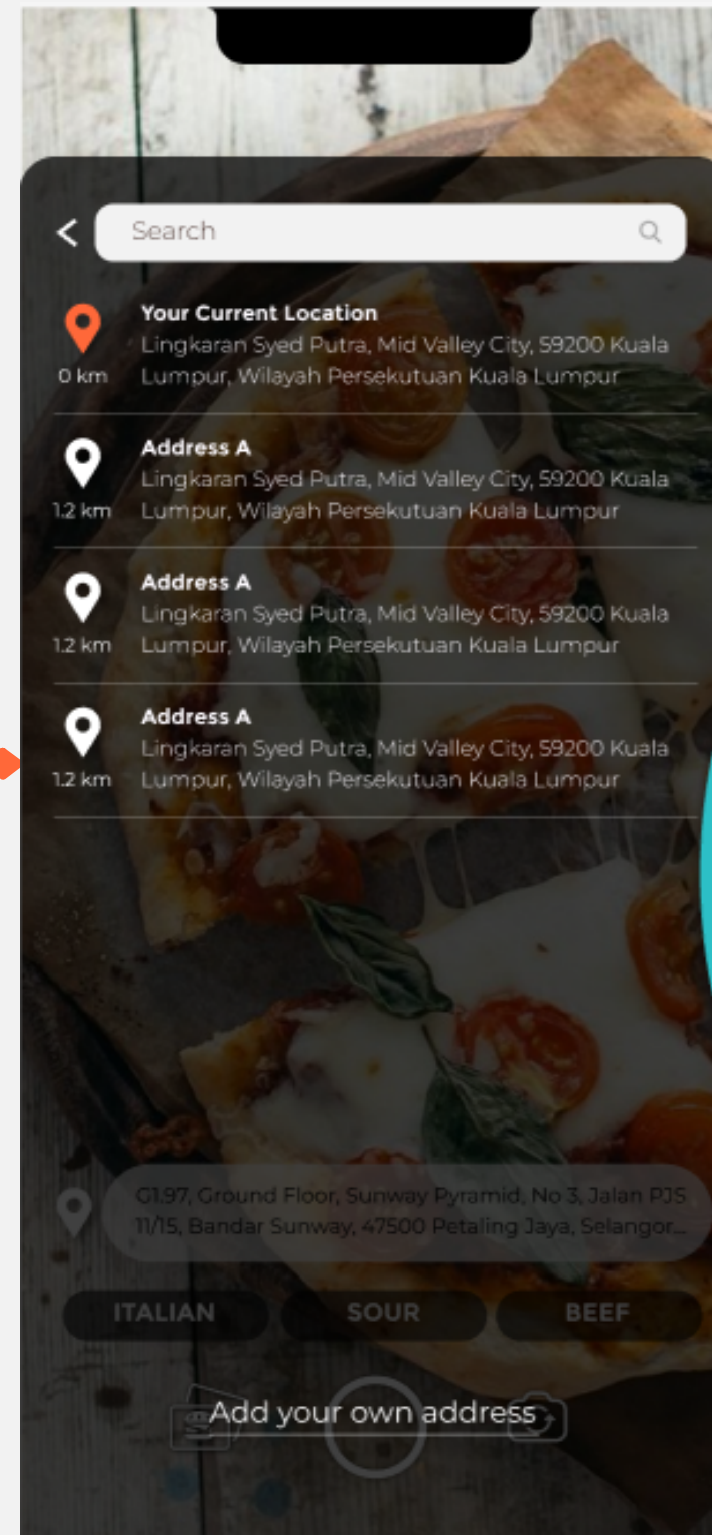 Search
Your Current Location
Lingkaran Syed Putra, Mid Valley City, 59200 Kuala
0 km
Lumpur, Wilayah Persekutuan Kuala Lumpur
Address A
Lingkaran Syed Putra, Mid Valley City, 59200 Kuala
1.2 km
Lumpur, Wilayah Persekutuan Kuala Lumpur
Address A
Lingkaran Syed Putra, Mid Valley City, 59200 Kuala
1.2 km
Lumpur, Wilayah Persekutuan Kuala Lumpur
Address A
Lingkaran Syed Putra, Mid Valley City, 59200 Kuala
1.2 km
Lumpur, Wilayah Persekutuan Kuala Lumpur
G1.97, Ground Floor, Sunway Pyramid, No 3, Jalan PJS
11/15, Bandar Sunway, 47500 Petaling Jaya, Selangor...
ITALIAN
SOUR
BEEF
Add your own address